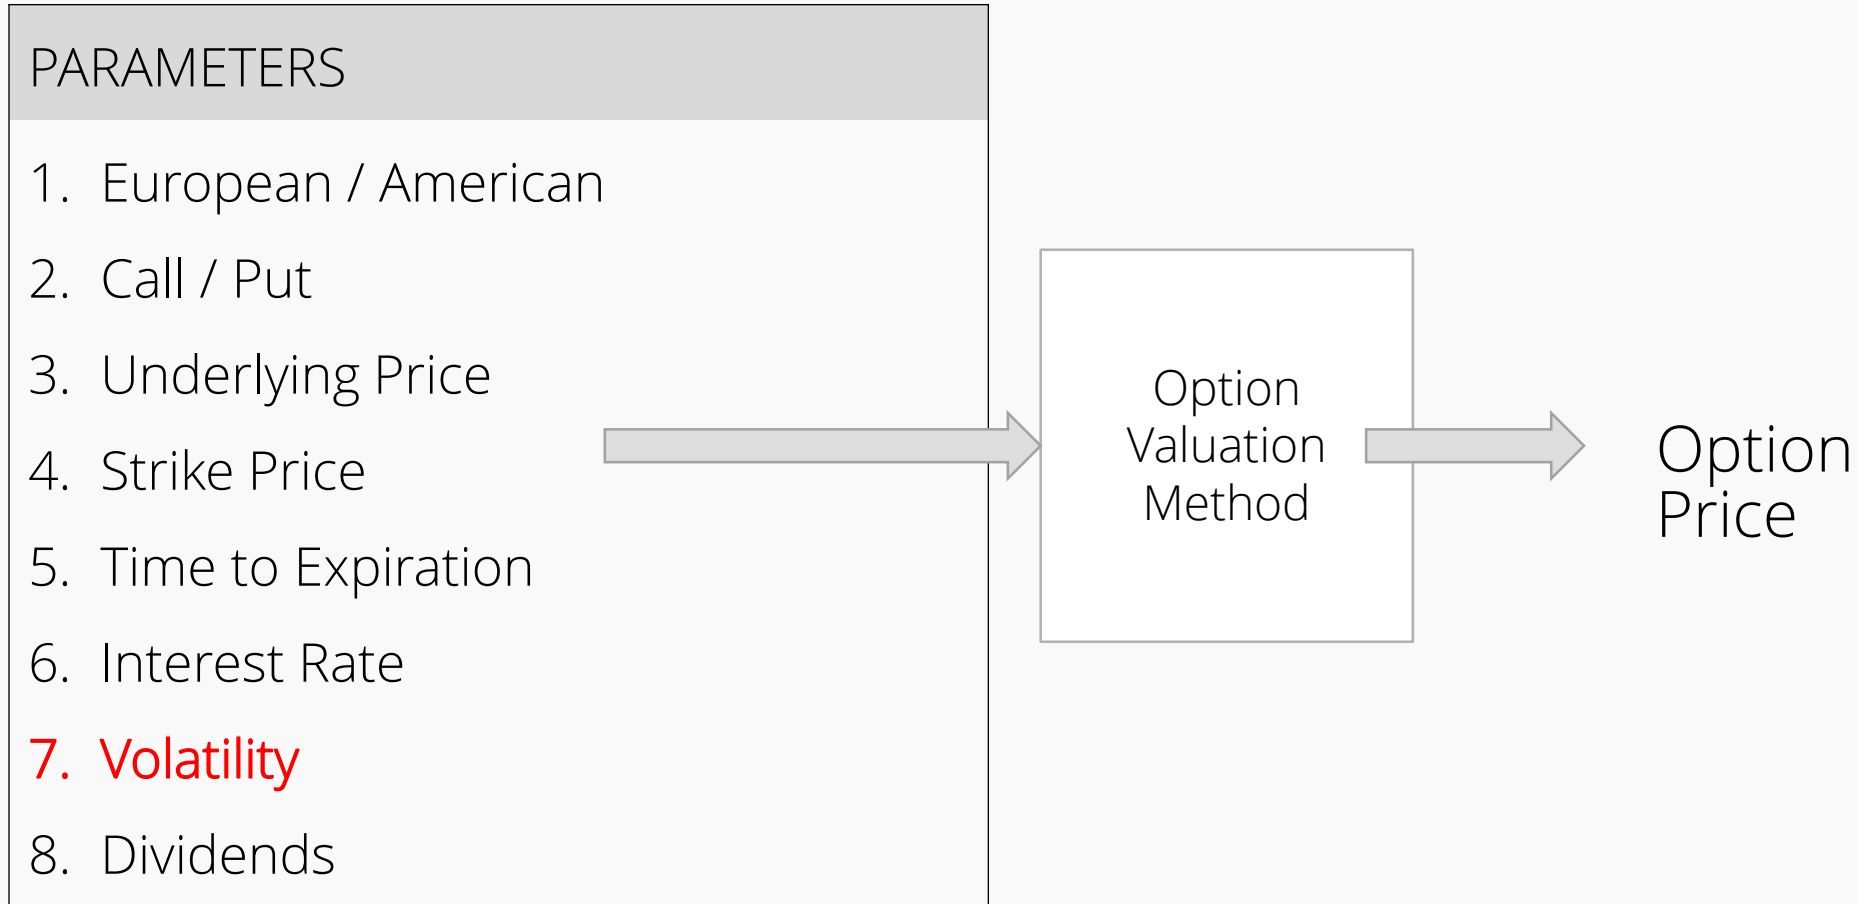 PARAMETERS
1. European / American
2. Call / Put
3. Underlying Price
4. Strike Price
5. Time to Expiration
6. Interest Rate
7. Volatility
8. Dividends
Option
Valuation
Method
Option
Price